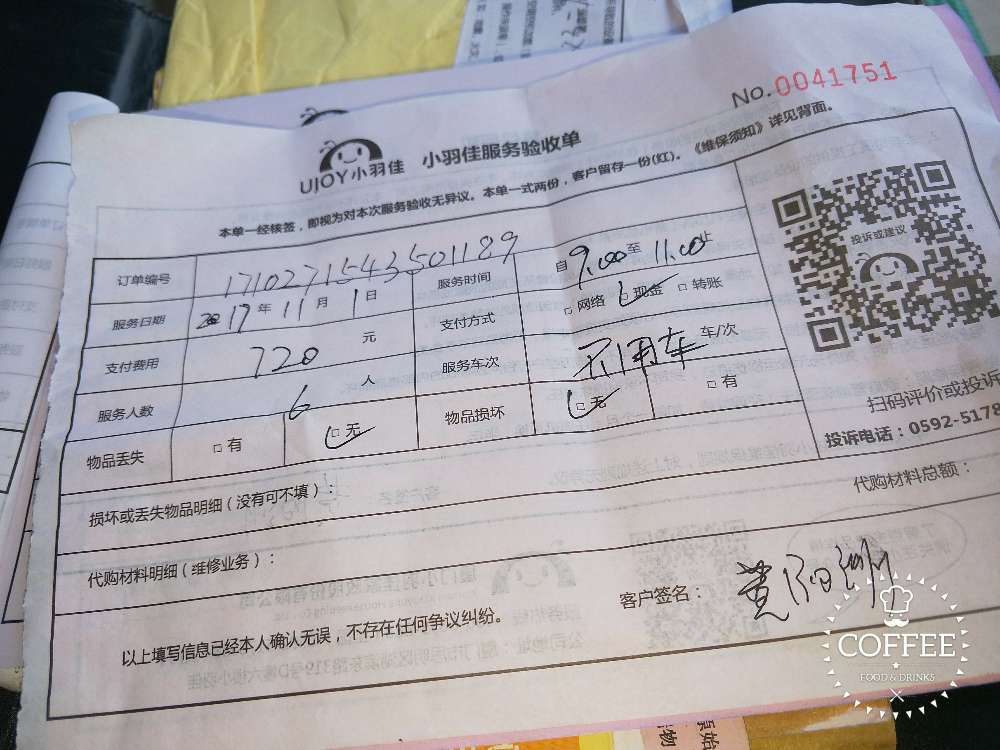 No.0041751
UJOY小羽佳 小羽佳服务验收单
本单一经核签，即视为对本次服务验收无异议。本单一式两份，客户留存一份(红)。《维保须知》详见背面。
订单编号 1710271543501189 服务时间 自9:00至11:00止
服务日期 2017年11月1日 支付方式 □网络 □现金 □转账
支付费用 720元 服务车次 不用车 车/次
服务人数 6人 物品损坏 □无 □有
物品丢失 □有 □无
投诉或建议
扫码评价或投诉
投诉电话：0592-5178
损坏或丢失物品明细（没有可不填）：
代购材料明细（维修业务）：
代购材料总额：
以上填写信息已经本人确认无误，不存在任何争议纠纷。
客户签名：
COFFEE
FOOD & DRINKS